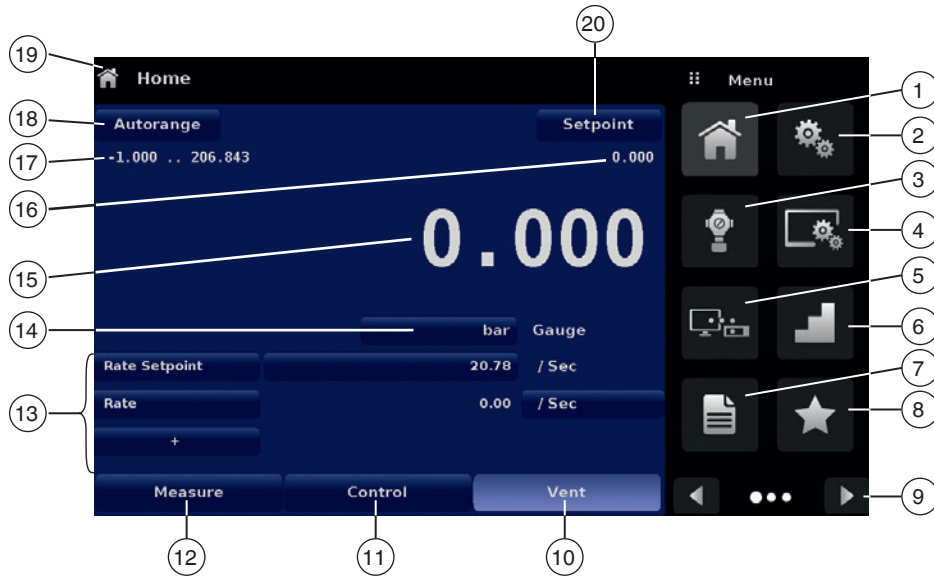 20
19
Home
Menu
1
18
Autorange
Setpoint
2
17
-1.000 .. 206.843
0.000
3
16
0.000
4
15
5
14
bar Gauge
6
Rate Setpoint 20.78 / Sec
7
13
Rate 0.00 / Sec
8
+
Measure
Control
Vent
9
12
11
10